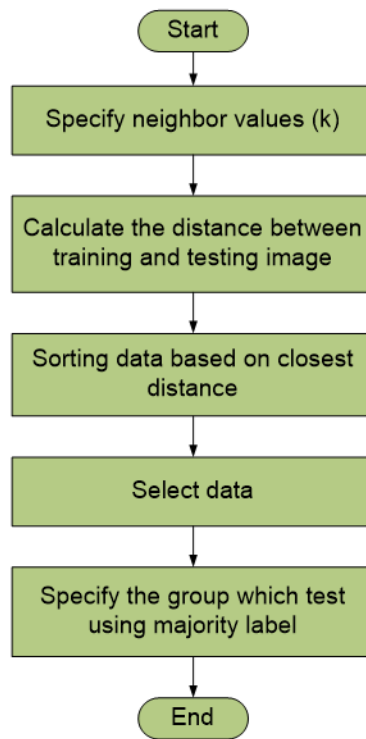 Start
Specify neighbor values (k)
Calculate the distance between
training and testing image
Sorting data based on closest
distance
Select data
Specify the group which test
using majority label
End